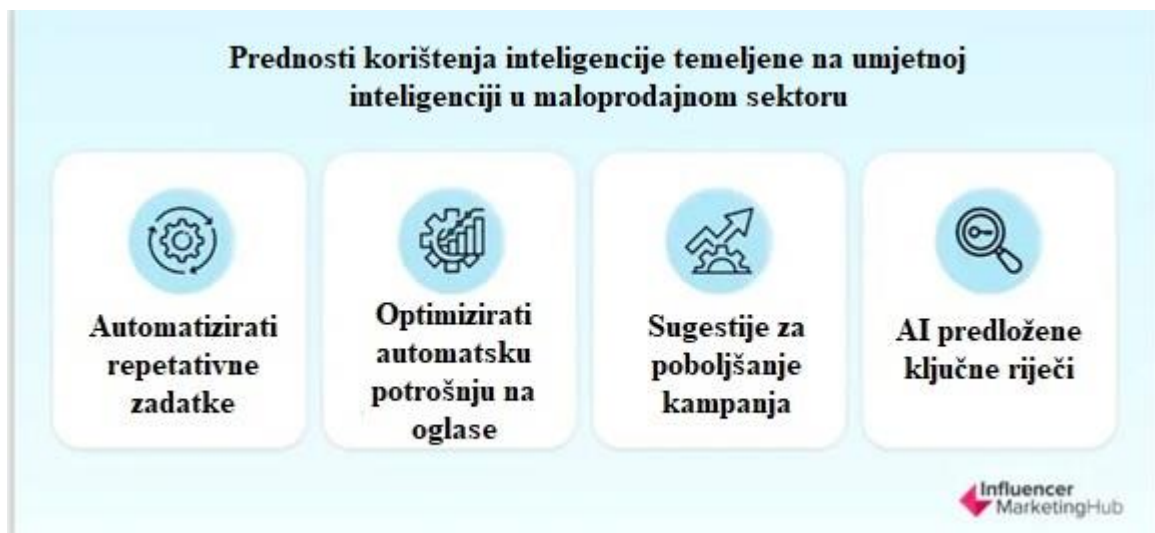 Prednosti korištenja inteligencije temeljene na umjetnoj
inteligenciji u maloprodajnom sektoru
Automatizirati
repetativne
zadatke
Optimizirati
automatsku
potrošnju na
oglase
Sugestije za
poboljšanje
kampanja
AI predložene
ključne riječi
Influencer
MarketingHub